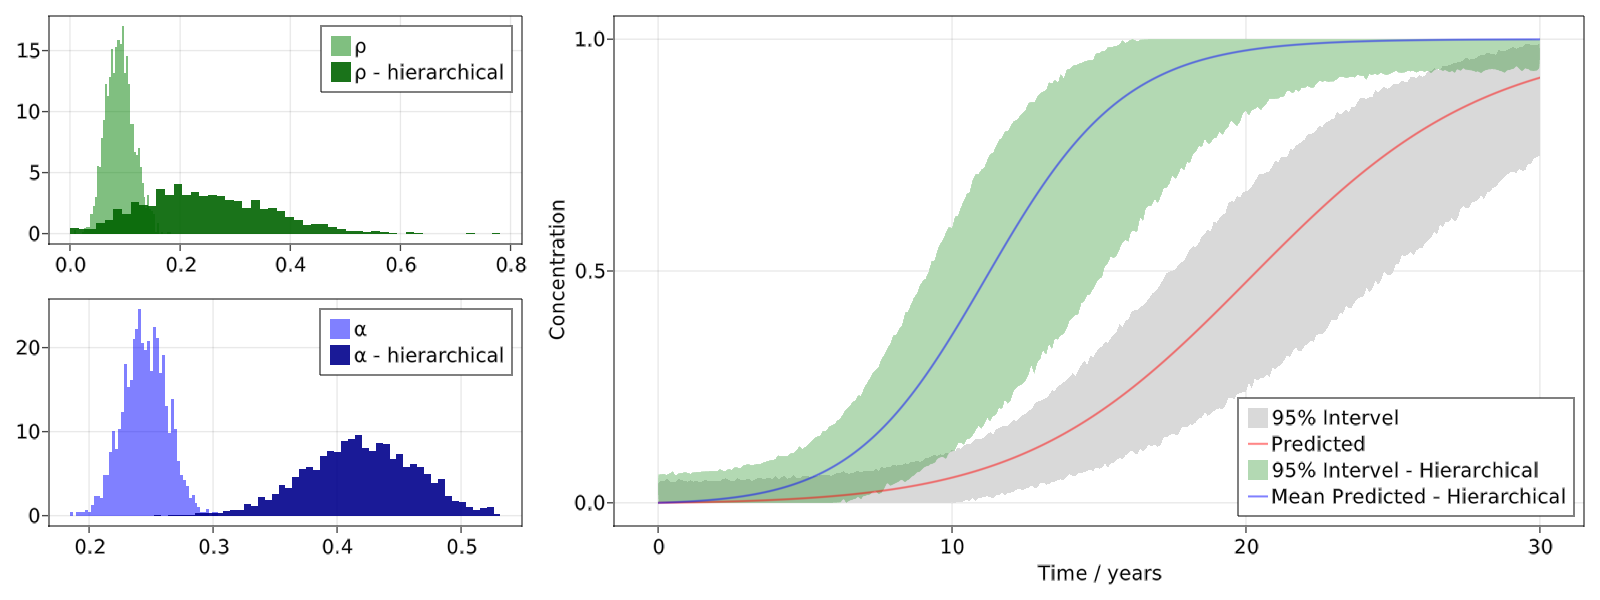 15
10
5
0
0.0 0.2 0.4 0.6 0.8
ρ
ρ - hierarchical
20
10
0
0.2 0.3 0.4 0.5
α
α - hierarchical
Concentration
1.0
0.5
0.0
0 10 20 30
Time / years
95% Intervel
Predicted
95% Intervel - Hierarchical
Mean Predicted - Hierarchical